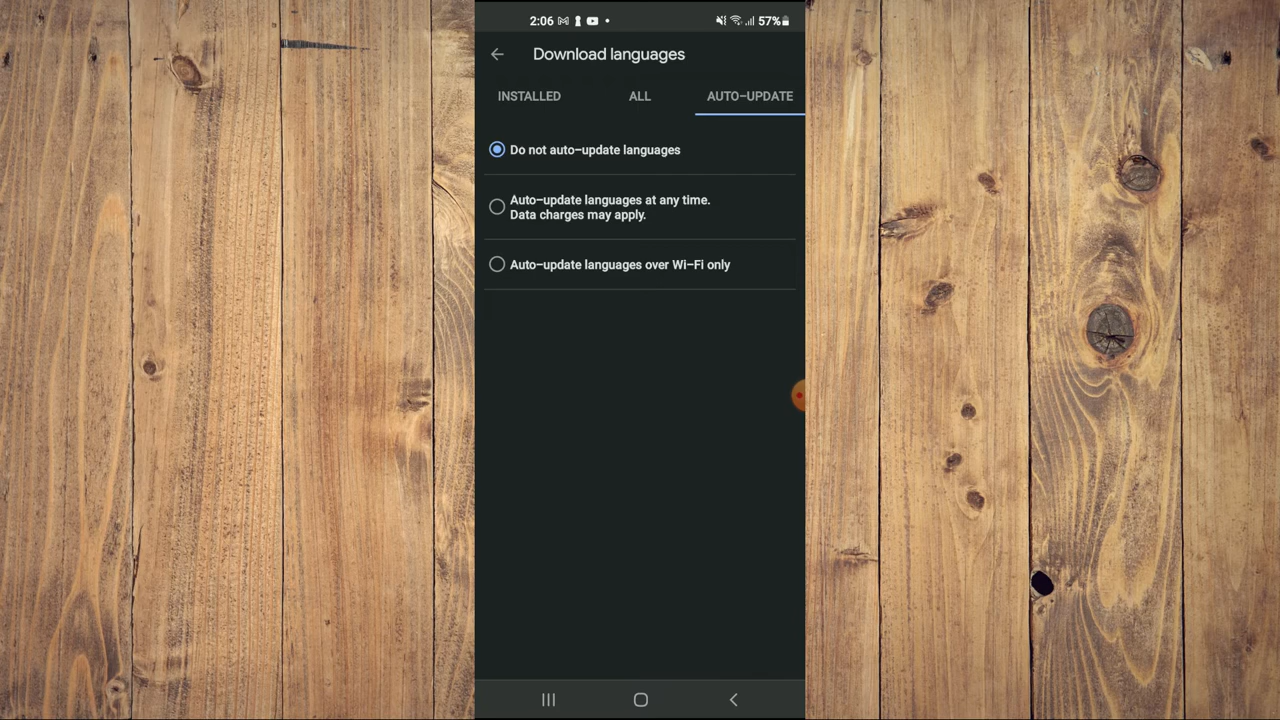 2:06
57%
Download languages
INSTALLED
ALL
AUTO-UPDATE
Do not auto-update languages
Auto-update languages at any time.
Data charges may apply.
Auto-update languages over Wi-Fi only